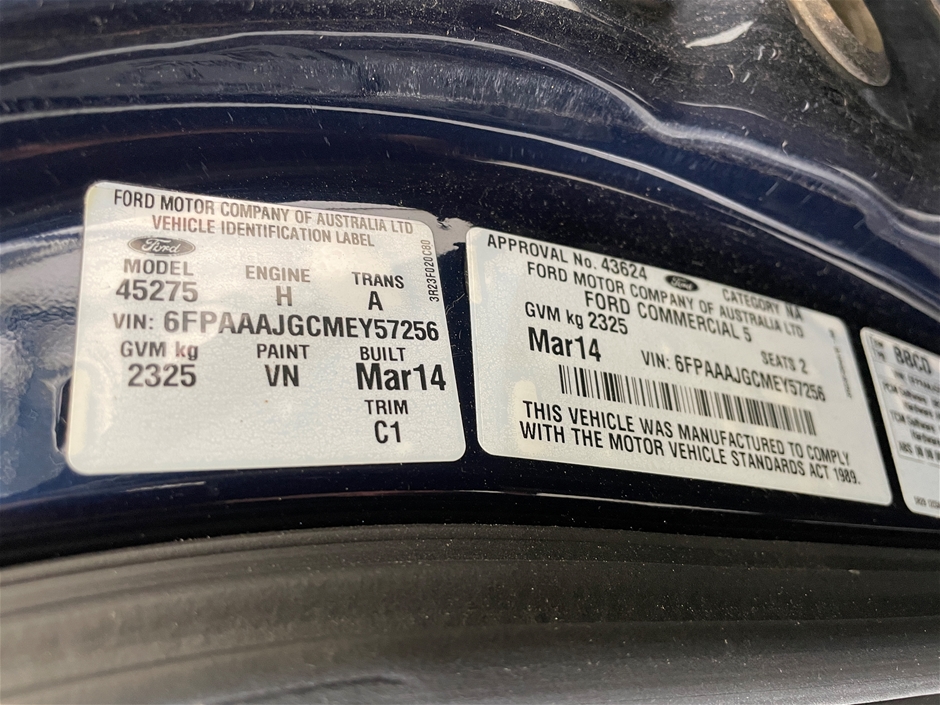 FORD MOTOR COMPANY OF AUSTRALIA LTD
VEHICLE IDENTIFICATION LABEL
Ford
MODEL ENGINE TRANS
45275 H A
VIN: 6FPAAAJGCMEY57256
GVM kg PAINT BUILT
2325 VN Mar14
TRIM
C1
3R23F020C80
APPROVAL No. 43624 Ford CATEGORY NA
FORD MOTOR COMPANY OF AUSTRALIA LTD
FORD COMMERCIAL 5
GVM kg 2325 SEATS 2
Mar14 VIN: 6FPAAAJGCMEY57256
THIS VEHICLE WAS MANUFACTURED TO COMPLY
WITH THE MOTOR VEHICLE STANDARDS ACT 1989.
BBCD